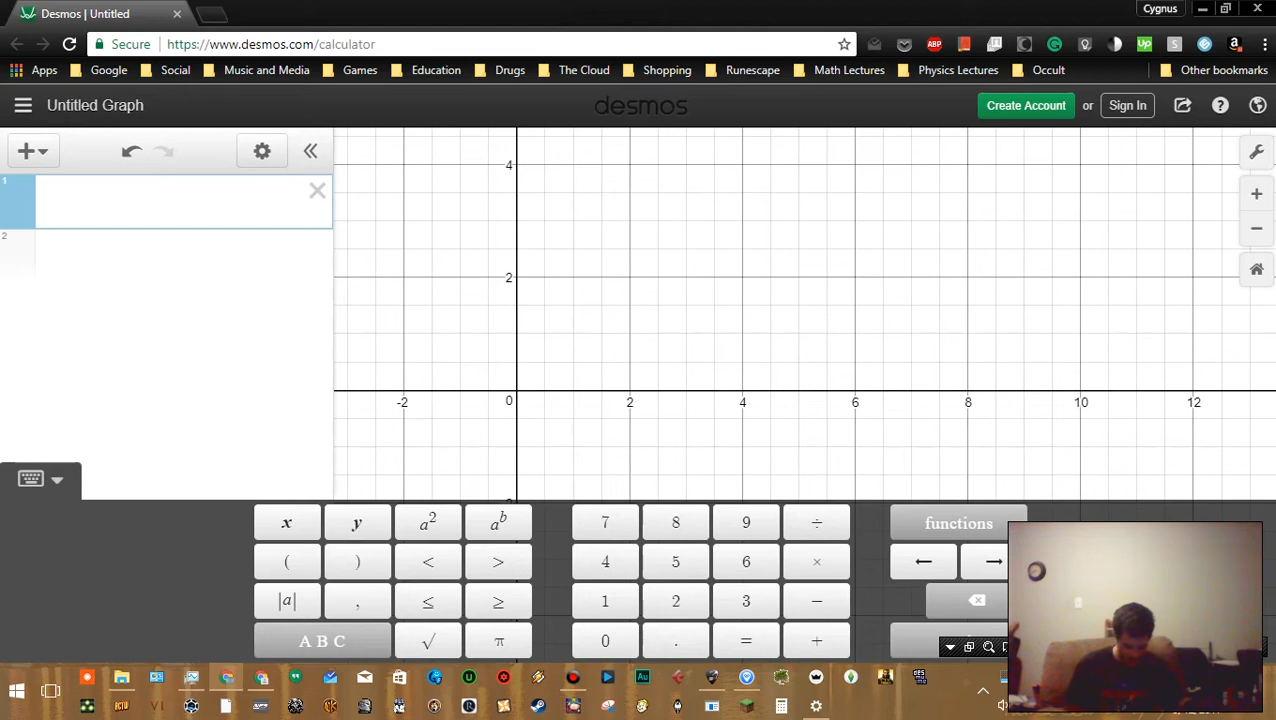 Desmos | Untitled
Cygnus
Secure https://www.desmos.com/calculator
ABP Up S a
Apps Google Social Music and Media Games Education Drugs The Cloud Shopping Runescape Math Lectures Physics Lectures Occult Other bookmarks
Untitled Graph desmos Create Account or Sign In
1
2
4
2
-2 0 2 4 6 8 10 12
x y a² aᵇ 7 8 9 ÷ functions
( ) < > 4 5 6 × ← →
|a| , ≤ ≥ 1 2 3 −
A B C √ π 0 . = +